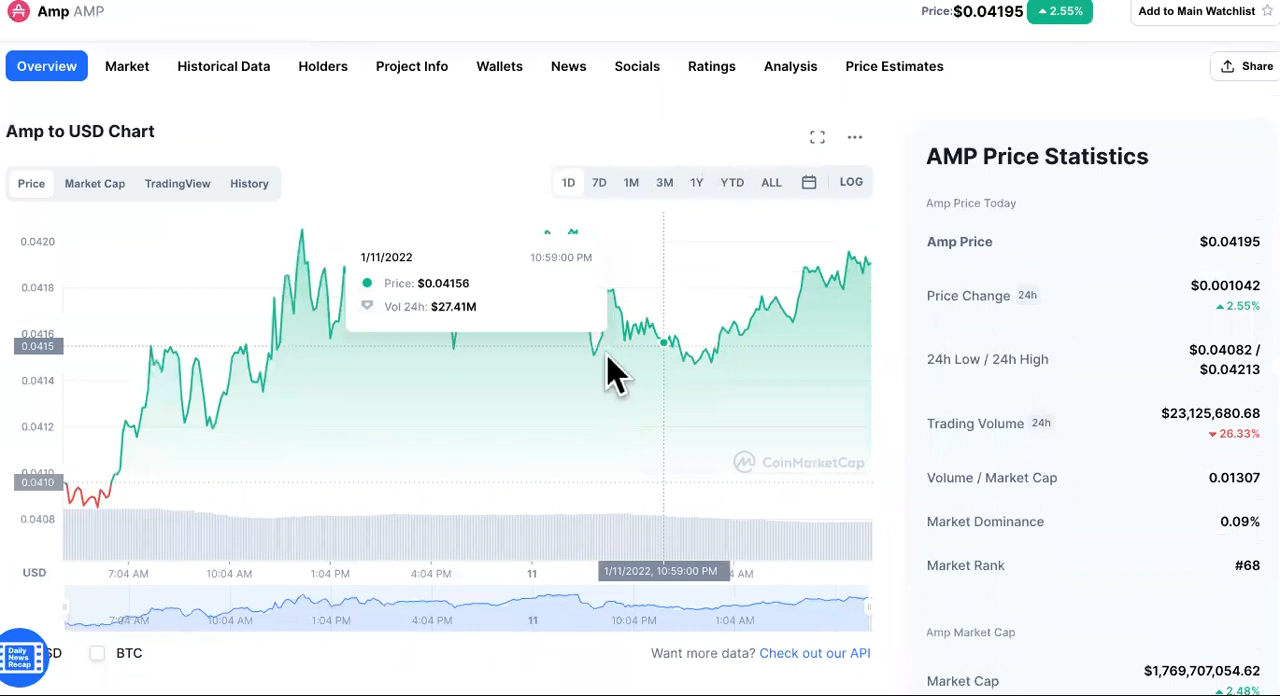 Amp AMP
Price:$0.04195 2.55%
Add to Main Watchlist
Overview Market Historical Data Holders Project Info Wallets News Socials Ratings Analysis Price Estimates
Share
Amp to USD Chart
Price Market Cap TradingView History
1D 7D 1M 3M 1Y YTD ALL LOG
0.0420
0.0418
0.0416
0.0415
0.0414
0.0412
0.0410
0.0410
0.0408
1/11/2022 10:59:00 PM
Price: $0.04156
Vol 24h: $27.41M
CoinMarketCap
USD
7:04 AM 10:04 AM 1:04 PM 4:04 PM 11 1/11/2022, 10:59:00 PM AM
7:04 AM 10:04 AM 1:04 PM 4:04 PM 11 10:04 PM 1:04 AM
Daily
News
Recap
SD BTC
Want more data? Check out our API
AMP Price Statistics
Amp Price Today
Amp Price $0.04195
Price Change 24h $0.001042
2.55%
24h Low / 24h High $0.04082 /
$0.04213
Trading Volume 24h $23,125,680.68
26.33%
Volume / Market Cap 0.01307
Market Dominance 0.09%
Market Rank #68
Amp Market Cap
Market Cap $1,769,707,054.62
2.48%